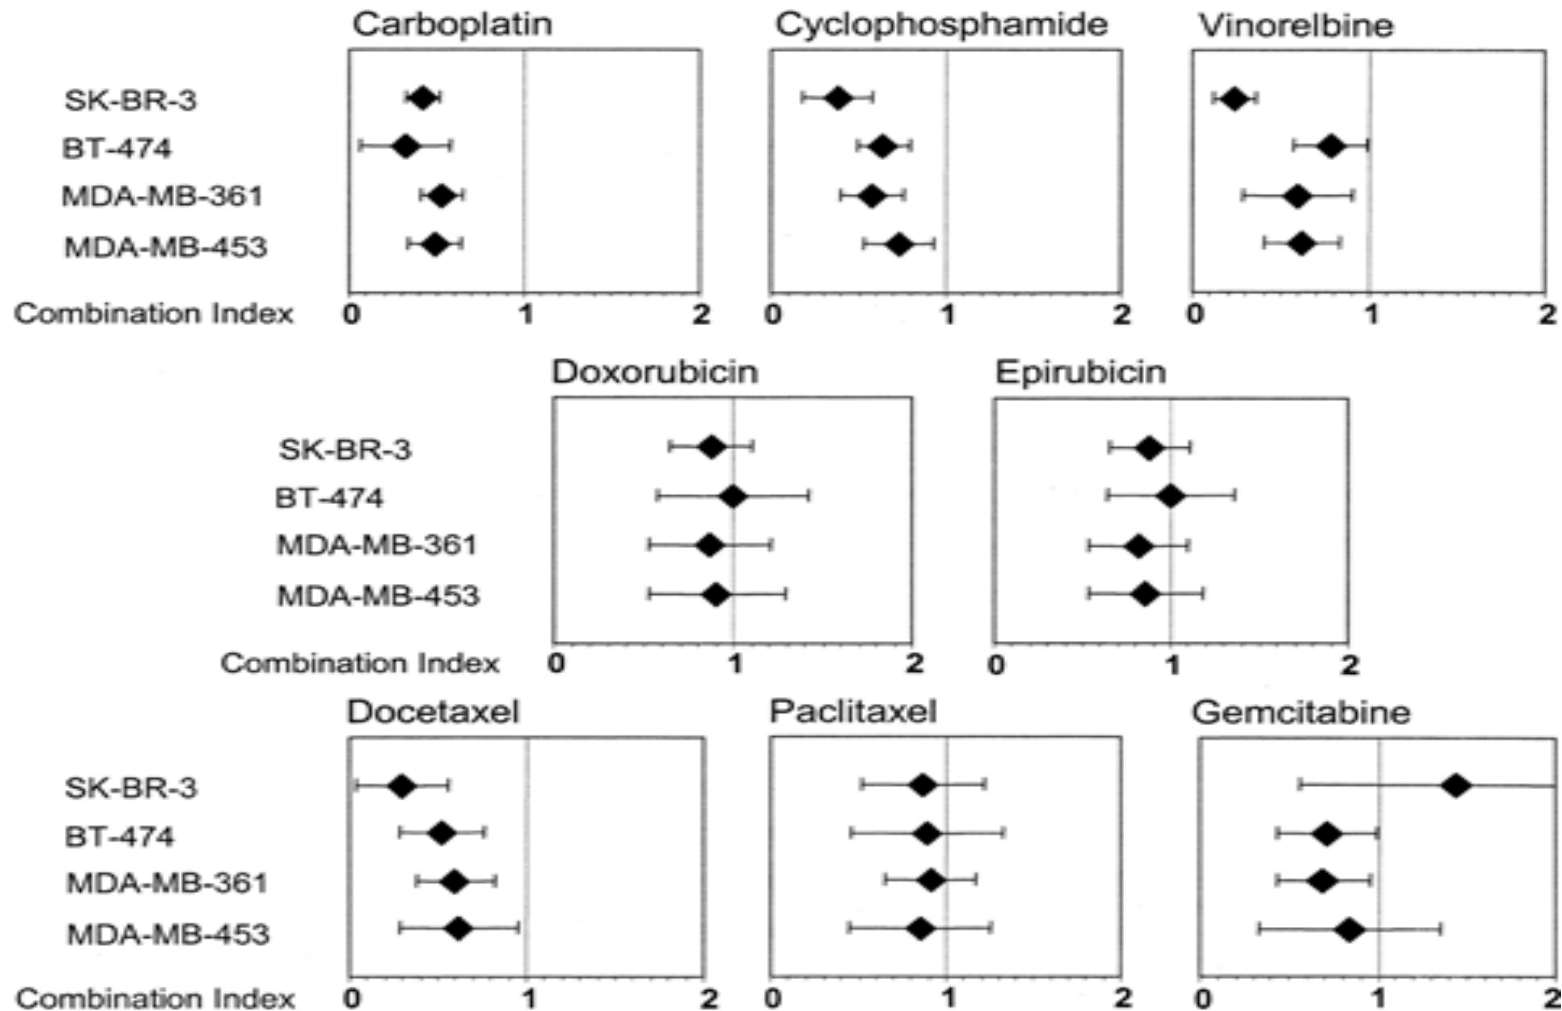 Carboplatin Cyclophosphamide Vinorelbine
SK-BR-3
BT-474
MDA-MB-361
MDA-MB-453
Combination Index 0 1 2 0 1 2 0 1 2
Doxorubicin Epirubicin
SK-BR-3
BT-474
MDA-MB-361
MDA-MB-453
Combination Index 0 1 2 0 1 2
Docetaxel Paclitaxel Gemcitabine
SK-BR-3
BT-474
MDA-MB-361
MDA-MB-453
Combination Index 0 1 2 0 1 2 0 1 2